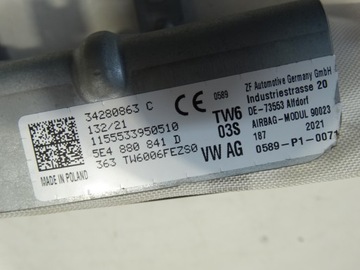 34280863 C
132/21
1155533950510
5E4 880 841 D
363 TW6006FEZS0
MADE IN POLAND
CE
0589
TW6
03S
VW AG
ZF Automotive Germany GmbH
Industriestrasse 20
DE-73553 Alfdorf
AIRBAG-MODUL 90023
187 2021
0589-P1-0071